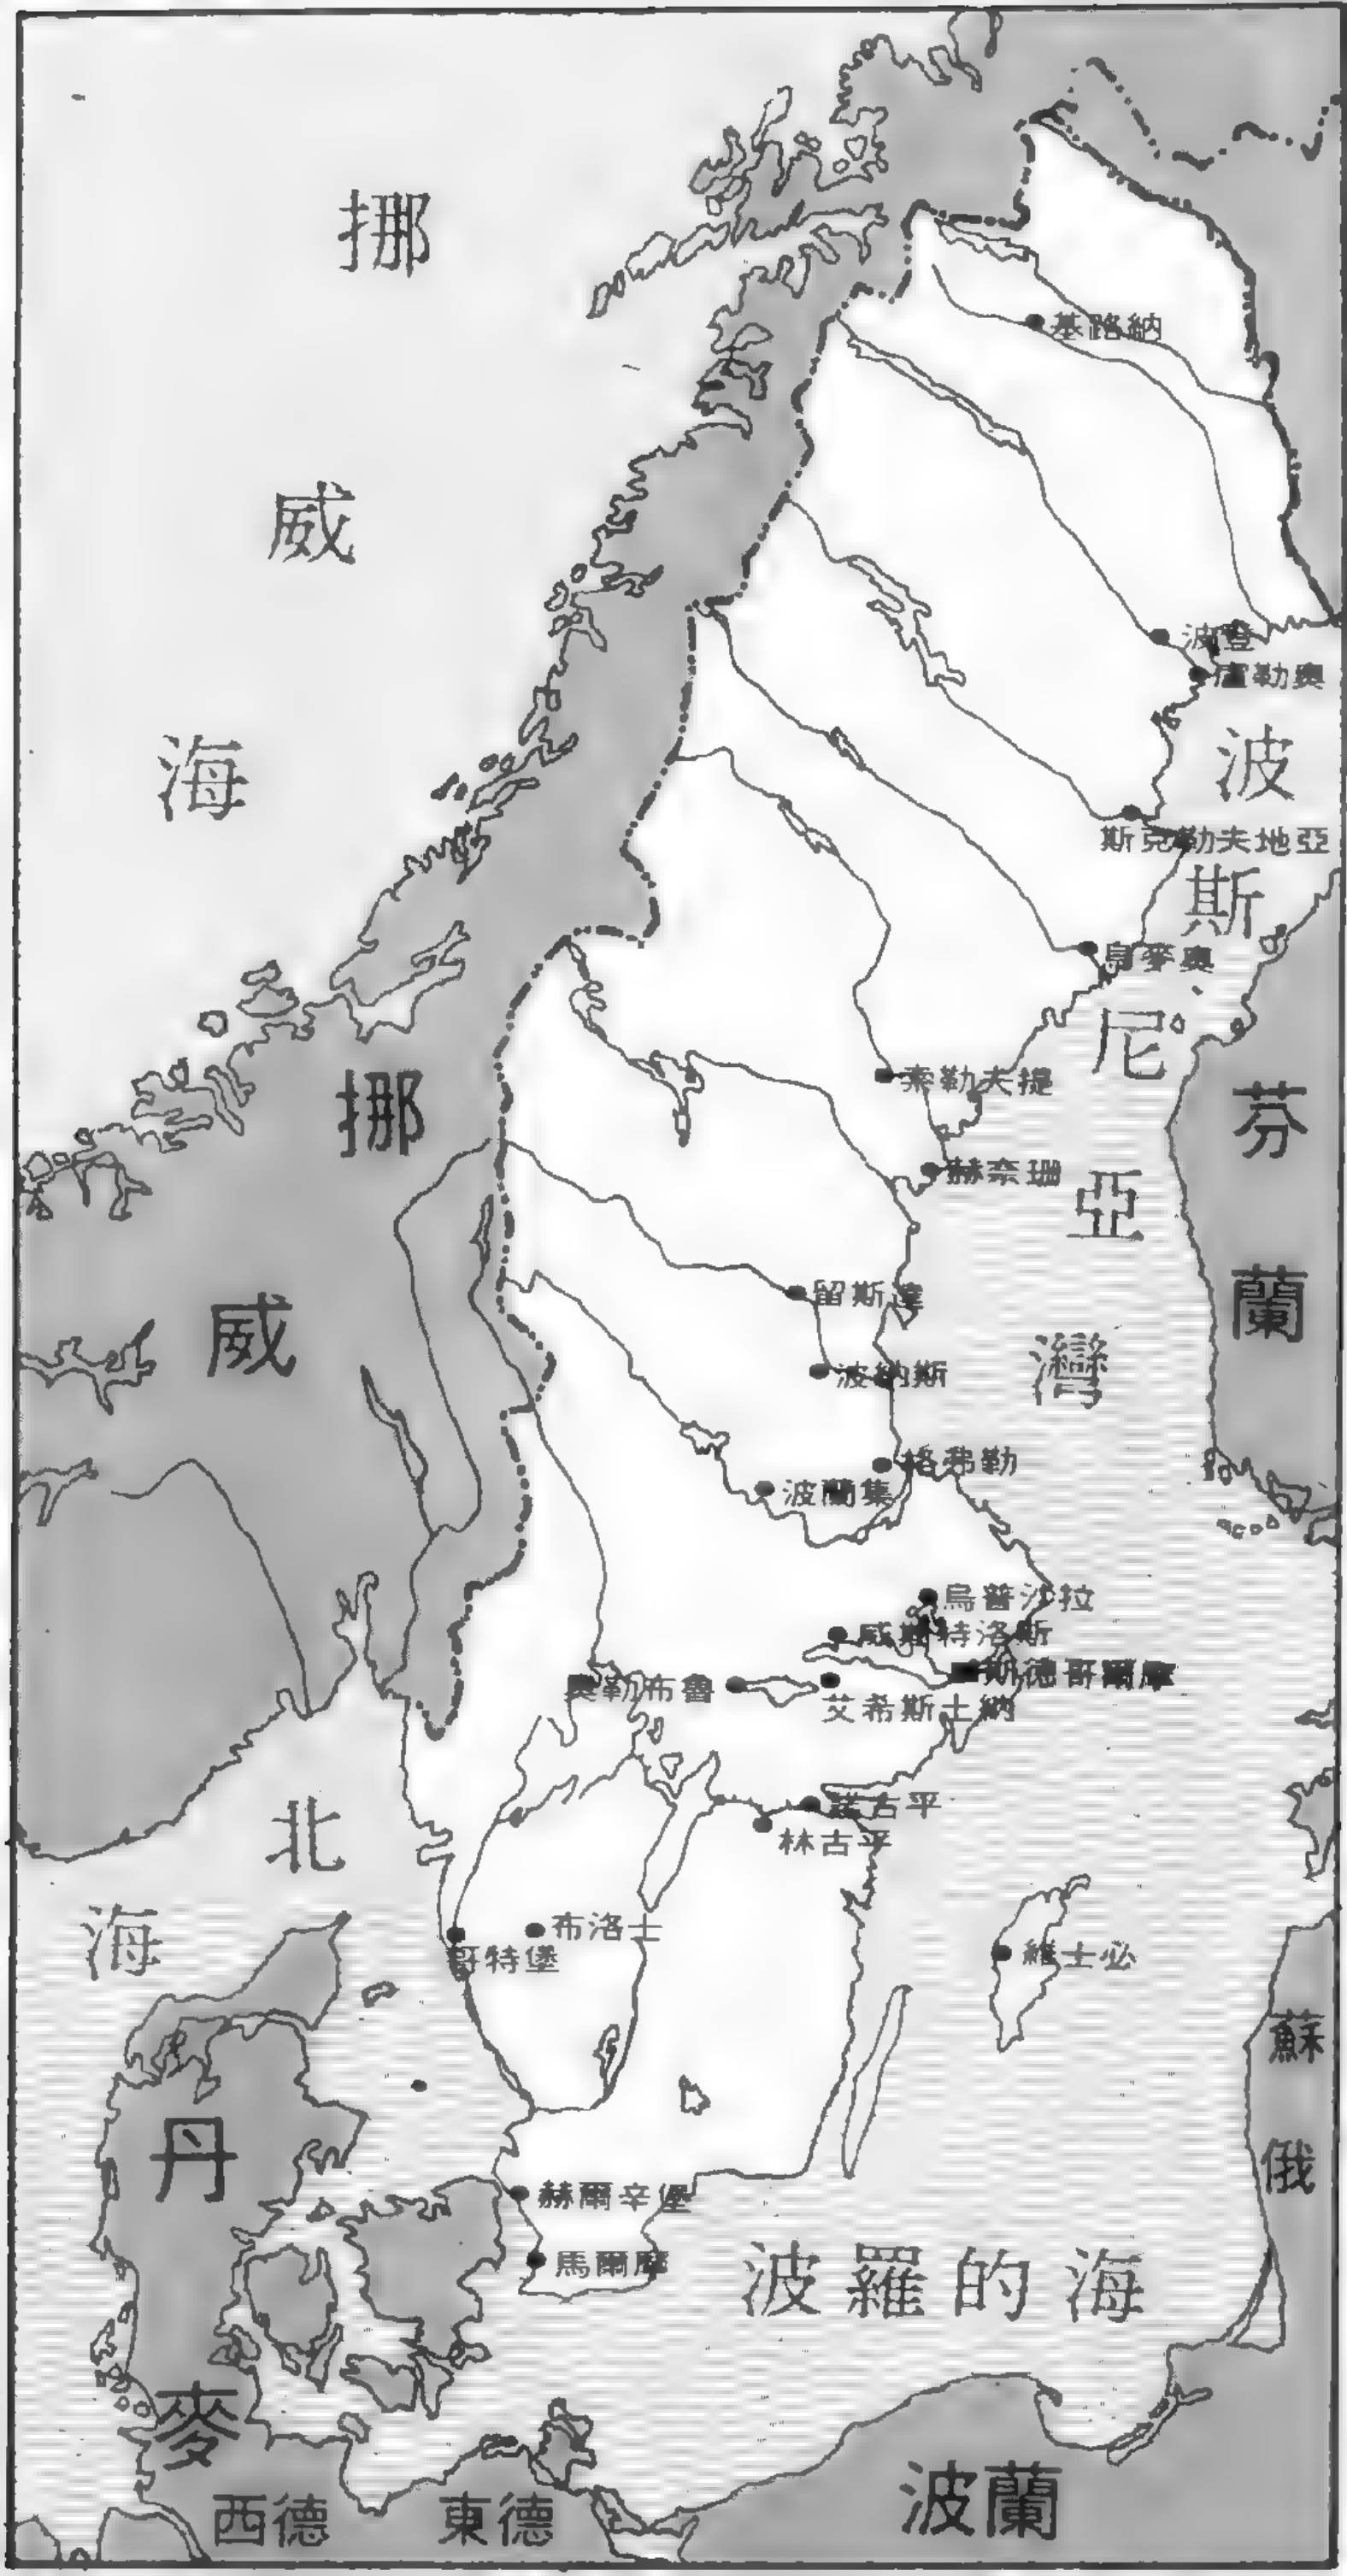 挪威海
基路納
波登
盧勒奧
波斯尼亞灣
斯克勒夫地亞
烏麥奧
索勒夫提
挪威
芬蘭
赫奈珊
留斯達
波納斯
格弗勒
波蘭集
烏普沙拉
威斯特洛斯
斯德哥爾摩
奧勒布魯
艾希斯土納
北海
諾古平
林古平
布洛士
哥特堡
維士必
蘇俄
丹麥
赫爾辛堡
馬爾摩
波羅的海
西德
東德
波蘭